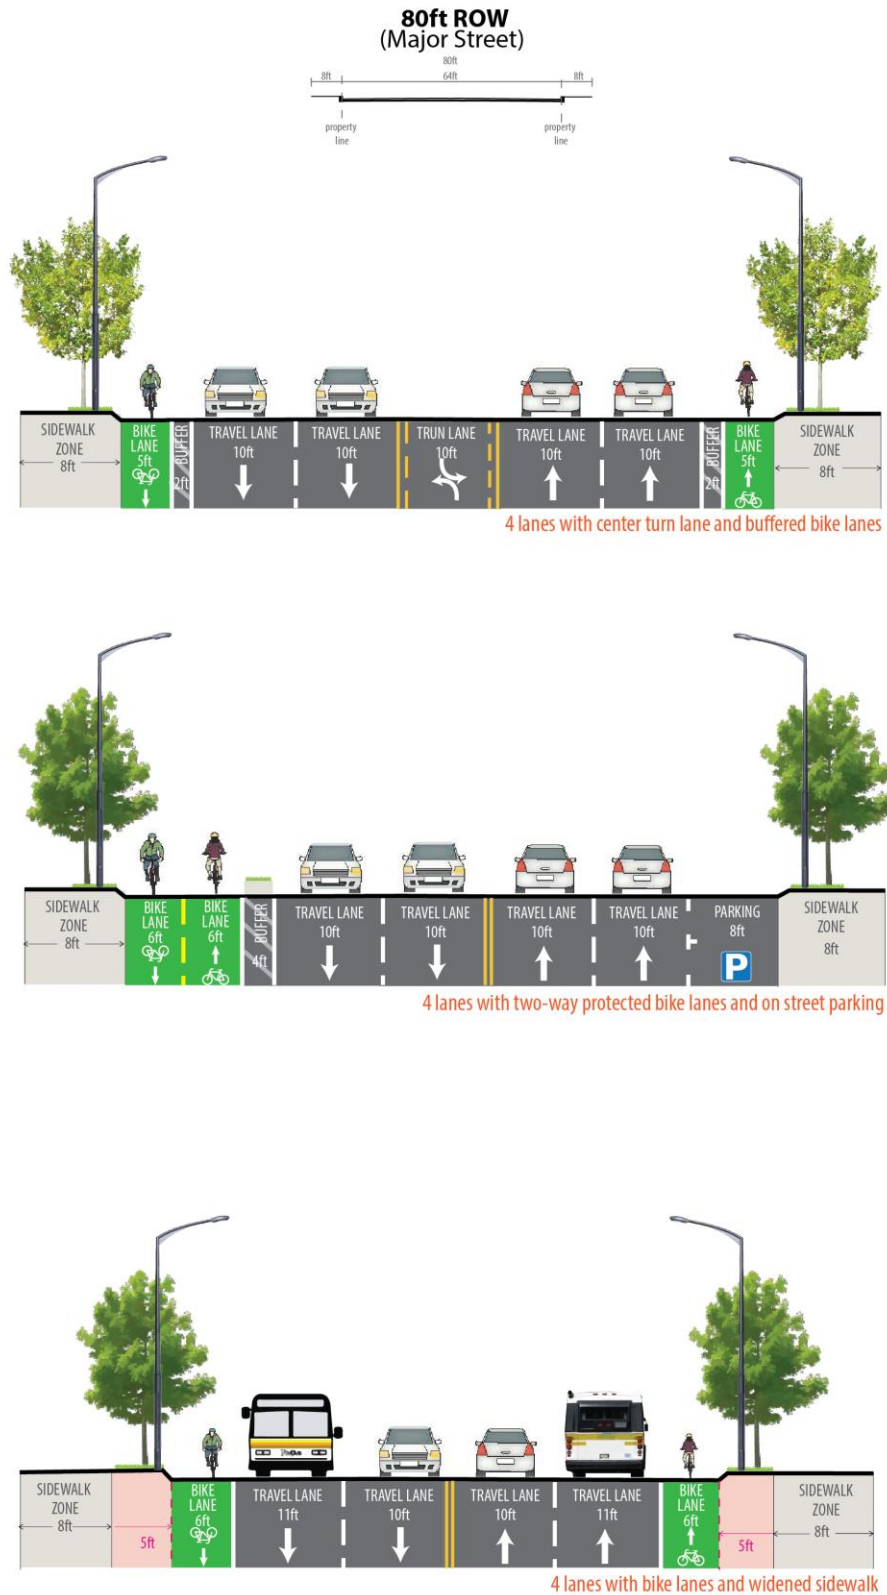 80ft ROW
(Major Street)
80ft
8ft 64ft 8ft
property
line
property
line
SIDEWALK
ZONE
8ft
BIKE
LANE
5ft
BUFFER
2ft
TRAVEL LANE
10ft
TRAVEL LANE
10ft
TRUN LANE
10ft
TRAVEL LANE
10ft
TRAVEL LANE
10ft
BUFFER
2ft
BIKE
LANE
5ft
SIDEWALK
ZONE
8ft
4 lanes with center turn lane and buffered bike lanes
SIDEWALK
ZONE
8ft
BIKE
LANE
6ft
BIKE
LANE
6ft
BUFFER
4ft
TRAVEL LANE
10ft
TRAVEL LANE
10ft
TRAVEL LANE
10ft
TRAVEL LANE
10ft
PARKING
8ft
P
SIDEWALK
ZONE
8ft
4 lanes with two-way protected bike lanes and on street parking
SIDEWALK
ZONE
8ft
5ft
BIKE
LANE
6ft
TRAVEL LANE
11ft
TRAVEL LANE
10ft
TRAVEL LANE
10ft
TRAVEL LANE
11ft
BIKE
LANE
6ft
5ft
SIDEWALK
ZONE
8ft
4 lanes with bike lanes and widened sidewalk